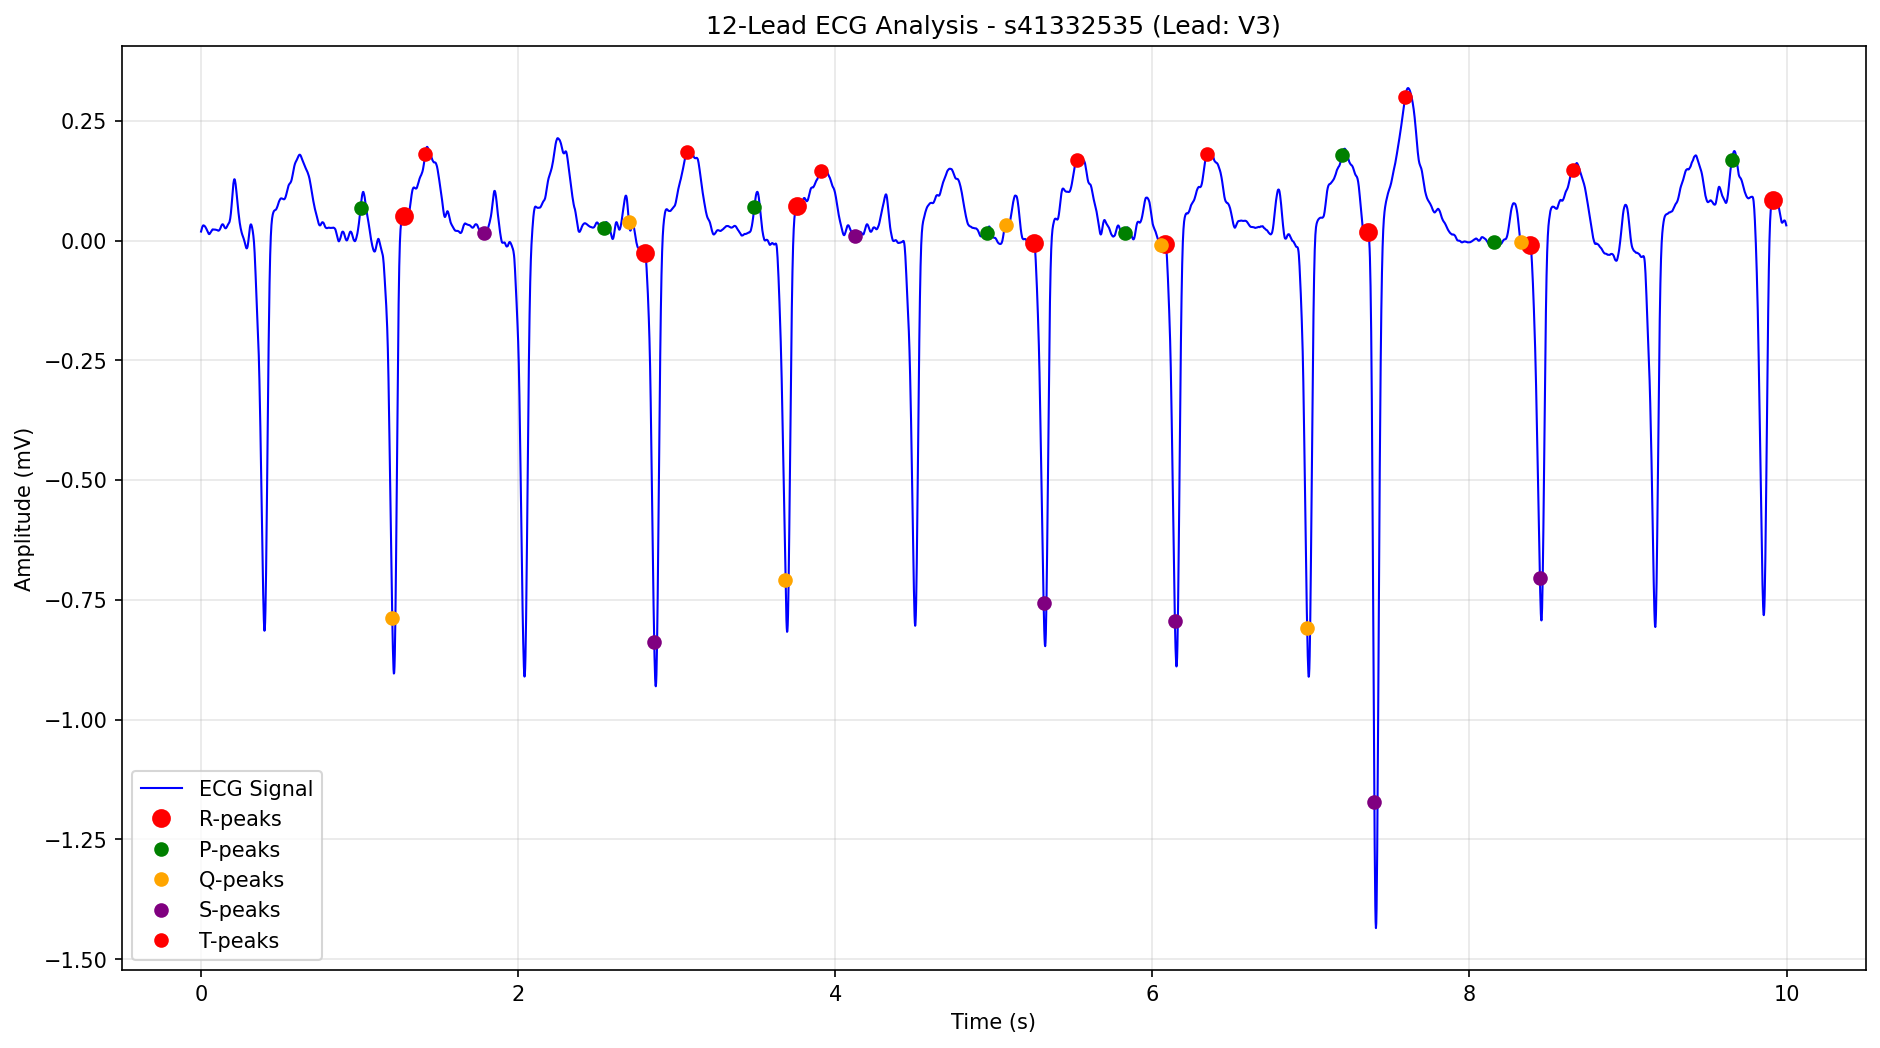 12-Lead ECG Analysis - s41332535 (Lead: V3)
Amplitude (mV)
0.25
0.00
−0.25
−0.50
−0.75
−1.00
−1.25
−1.50
ECG Signal
R-peaks
P-peaks
Q-peaks
S-peaks
T-peaks
0 2 4 6 8 10
Time (s)